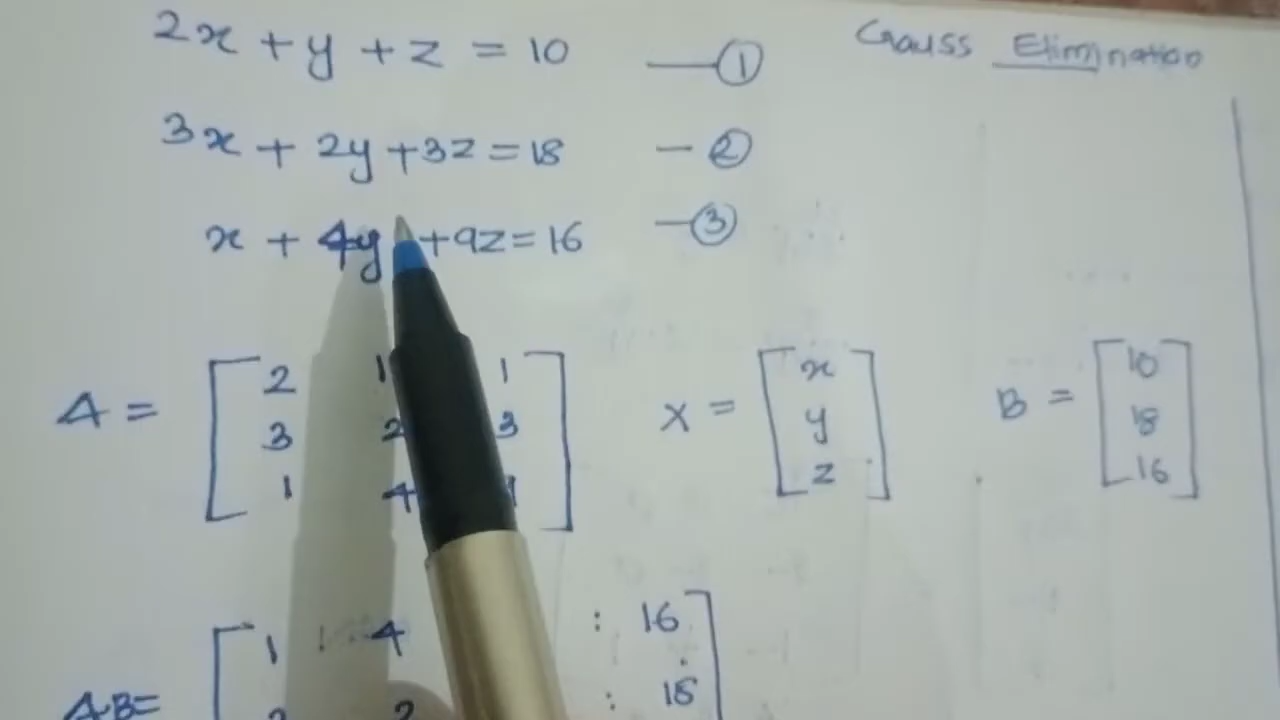 2x + y + z = 10 —①
Gauss Elimination
3x + 2y + 3z = 18 –②
x + 4y + 9z = 16 –③
A = [ 2 1 1
3 2 3
1 4 ]
X = [ x
y
z ]
B = [ 10
18
16 ]
AB = [ 1 4 : 16
2 : 18